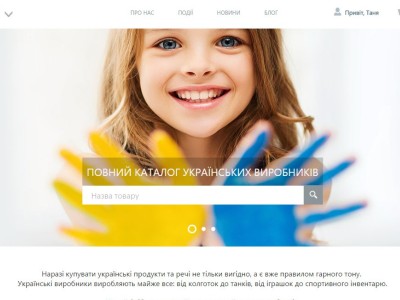 ПРО НАС ПОДІЇ НОВИНИ БЛОГ Привіт, Таня
ПОВНИЙ КАТАЛОГ УКРАЇНСЬКИХ ВИРОБНИКІВ
Назва товару
Наразі купувати українські продукти та речі не тільки вигідно, а є вже правилом гарного тону.
Українські виробники виробляють майже все: від колготок до танків, від іграшок до спортивного інвентарю.